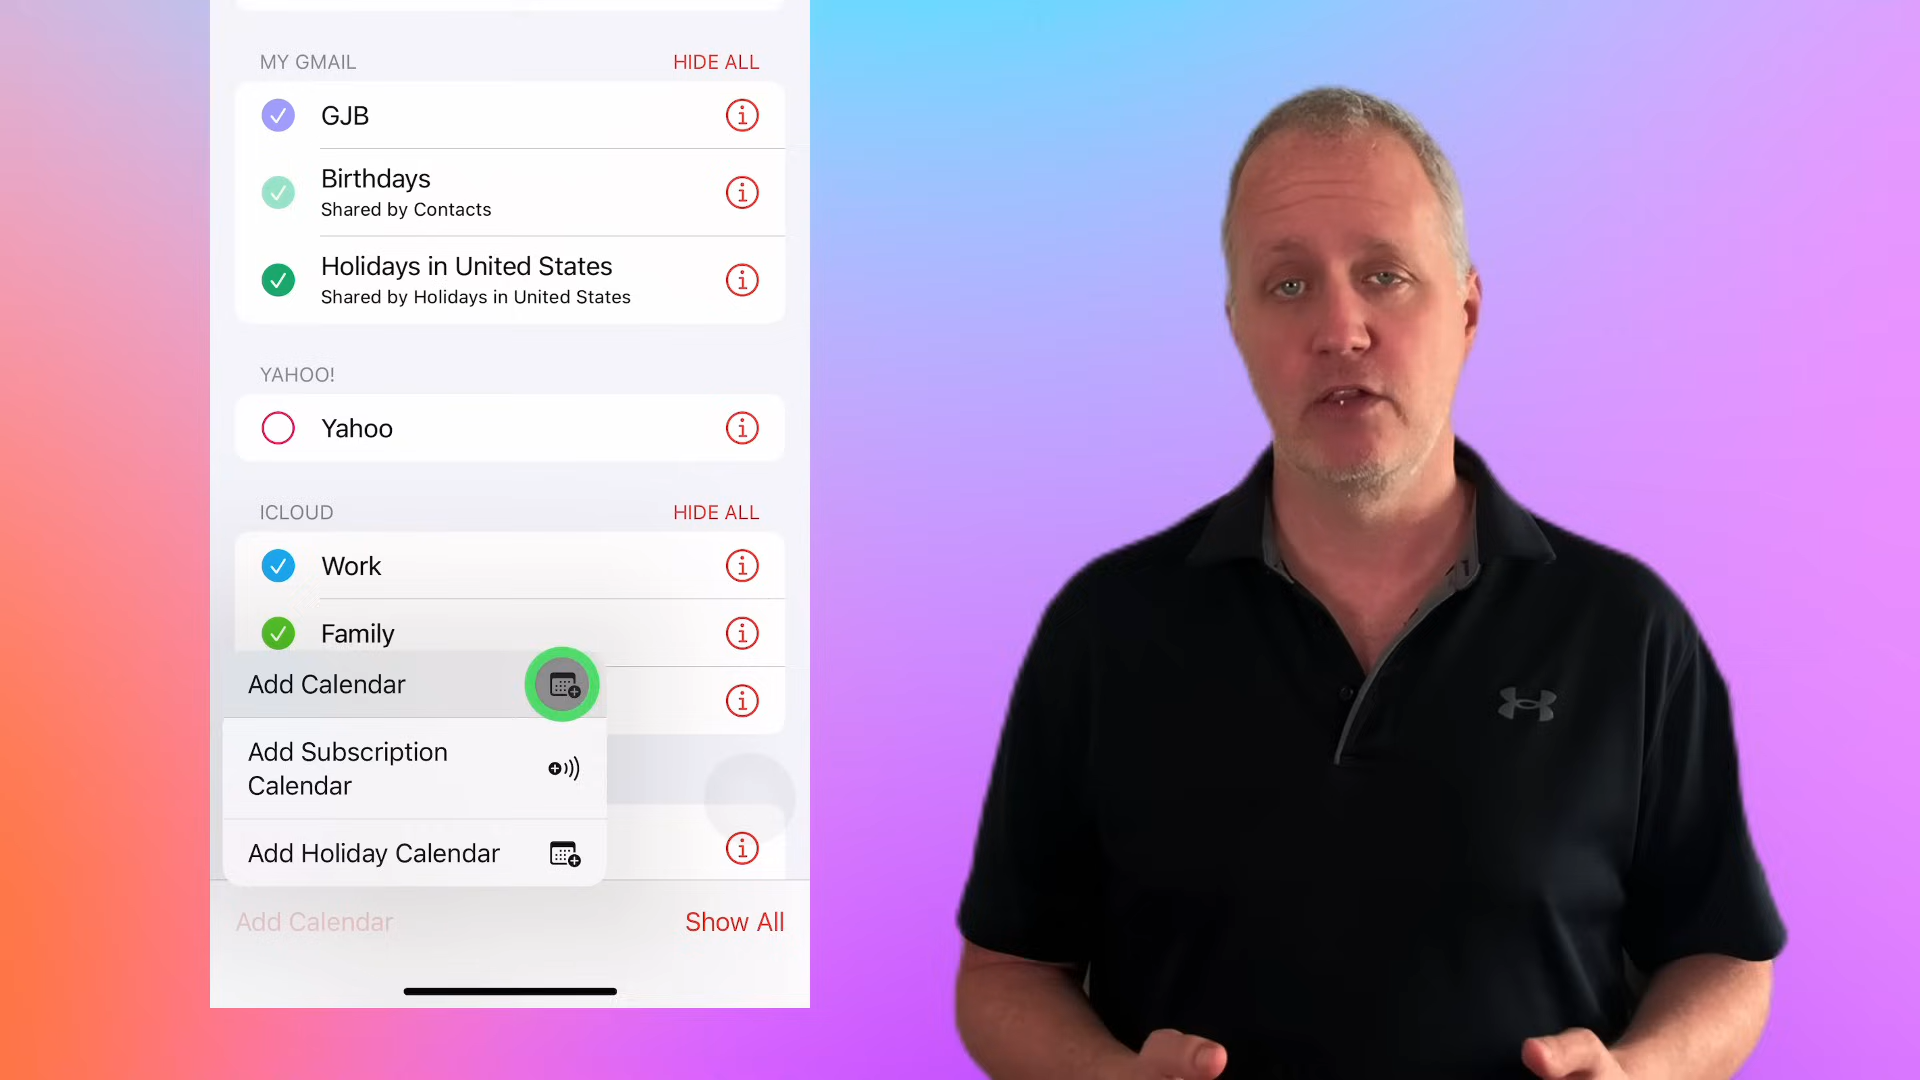 MY GMAIL
HIDE ALL
GJB
Birthdays
Shared by Contacts
Holidays in United States
Shared by Holidays in United States
YAHOO!
Yahoo
ICLOUD
HIDE ALL
Work
Family
Add Calendar
Add Subscription
Calendar
Add Holiday Calendar
Add Calendar
Show All